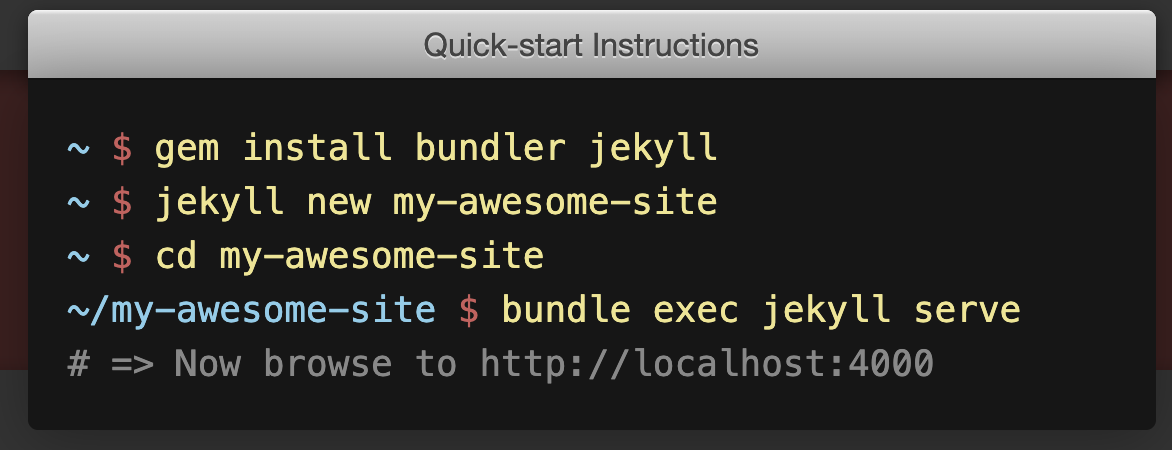 Quick-start Instructions
~ $ gem install bundler jekyll
~ $ jekyll new my-awesome-site
~ $ cd my-awesome-site
~/my-awesome-site $ bundle exec jekyll serve
# => Now browse to http://localhost:4000